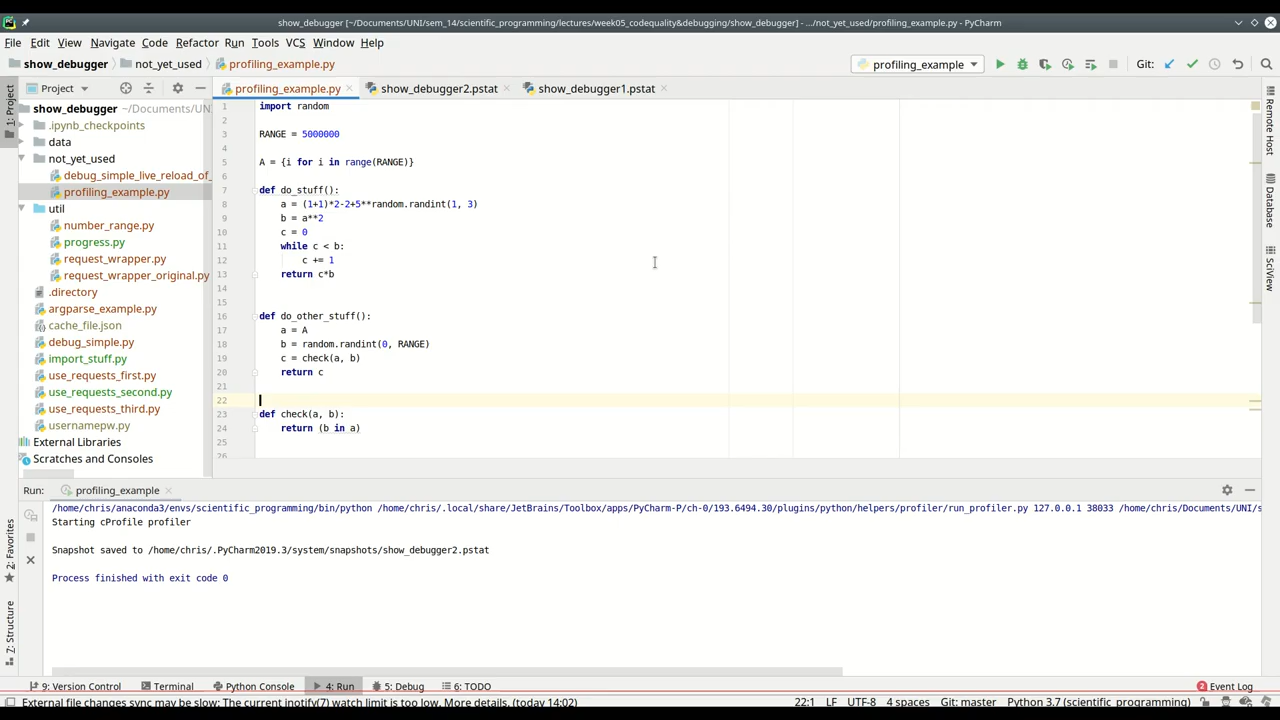 show_debugger [~/Documents/UNI/sem_14/scientific_programming/lectures/week05_codequality&debugging/show_debugger] - .../not_yet_used/profiling_example.py - PyCharm
File Edit View Navigate Code Refactor Run Tools VCS Window Help
show_debugger not_yet_used profiling_example.py profiling_example Git:
Project profiling_example.py show_debugger2.pstat show_debugger1.pstat
1: Project
show_debugger ~/Documents/UN
.ipynb_checkpoints
data
not_yet_used
debug_simple_live_reload_of_
profiling_example.py
util
number_range.py
progress.py
request_wrapper.py
request_wrapper_original.py
.directory
argparse_example.py
cache_file.json
debug_simple.py
import_stuff.py
use_requests_first.py
use_requests_second.py
use_requests_third.py
usernamepw.py
External Libraries
Scratches and Consoles
1 import random
2
3 RANGE = 5000000
4
5 A = {i for i in range(RANGE)}
6
7 def do_stuff():
8 a = (1+1)*2-2+5**random.randint(1, 3)
9 b = a**2
10 c = 0
11 while c < b:
12 c += 1
13 return c*b
14
15
16 def do_other_stuff():
17 a = A
18 b = random.randint(0, RANGE)
19 c = check(a, b)
20 return c
21
22
23 def check(a, b):
24 return (b in a)
25
26
Remote Host
Database
SciView
Run: profiling_example
/home/chris/anaconda3/envs/scientific_programming/bin/python /home/chris/.local/share/JetBrains/Toolbox/apps/PyCharm-P/ch-0/193.6494.30/plugins/python/helpers/profiler/run_profiler.py 127.0.0.1 38033 /home/chris/Documents/UNI/s
Starting cProfile profiler
Snapshot saved to /home/chris/.PyCharm2019.3/system/snapshots/show_debugger2.pstat
Process finished with exit code 0
2: Favorites
7: Structure
9: Version Control Terminal Python Console 4: Run 5: Debug 6: TODO 2 Event Log
External file changes sync may be slow: The current inotify(7) watch limit is too low. More details. (today 14:02) 22:1 LF UTF-8 4 spaces Git: master Python 3.7 (scientific_programming)